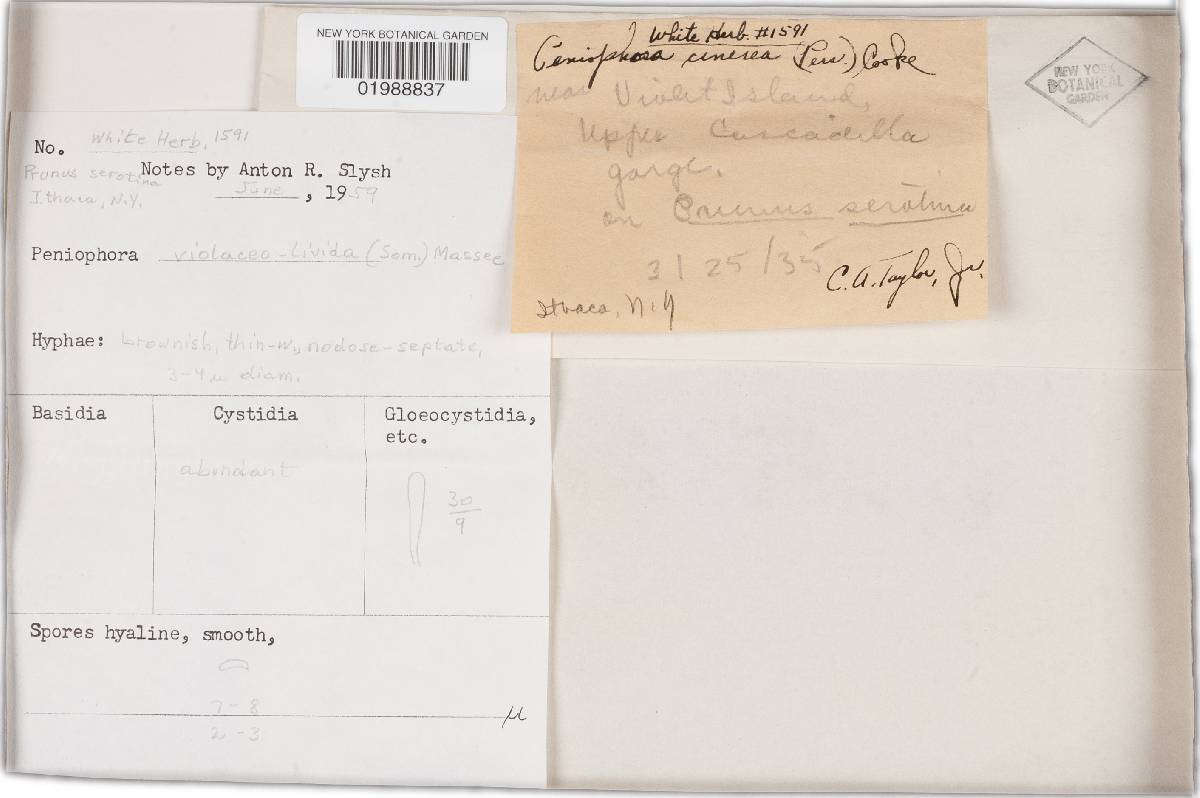 NEW YORK BOTANICAL GARDEN
01988837
White Herb. #1591
Peniophora cinerea (Pers.) Cooke
near Violet Island,
Upper Cascadilla
gorge.
on Prunus serotina
3/25/35
C. A. Taylor, Jr.
Ithaca, N.Y
NEW YORK
BOTANICAL
GARDEN
No. White Herb. 1591
Prunus serotina
Ithaca, N.Y.
Notes by Anton R. Slysh
June, 1959
Peniophora violaceo-livida (Som.) Massee
Hyphae: brownish, thin-w., nodose-septate,
3-4 μ diam.
Basidia Cystidia Gloeocystidia,
etc.
abundant
30
9
Spores hyaline, smooth,
7-8
μ
2-3